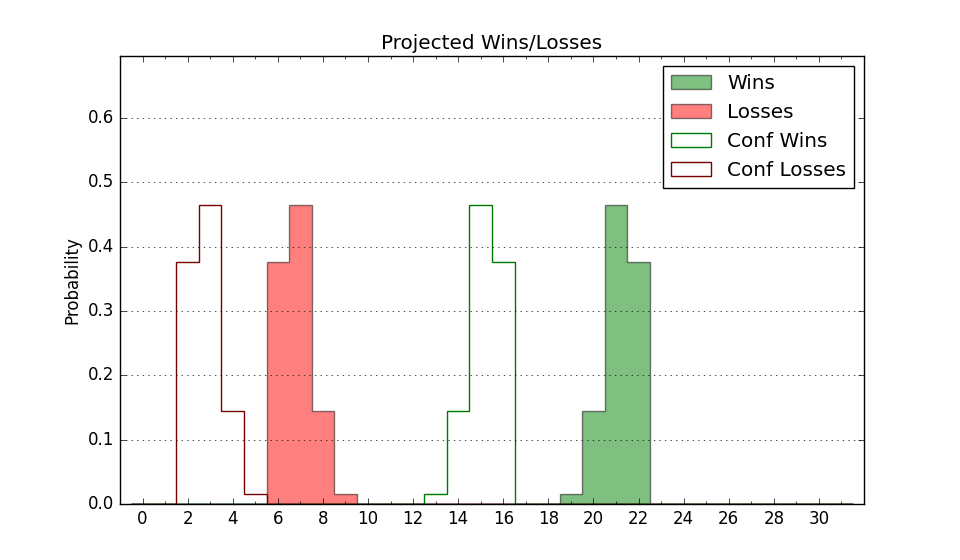 Projected Wins/Losses
Wins
Losses
Conf Wins
Conf Losses
Probability
0.6
0.5
0.4
0.3
0.2
0.1
0.0
0 2 4 6 8 10 12 14 16 18 20 22 24 26 28 30